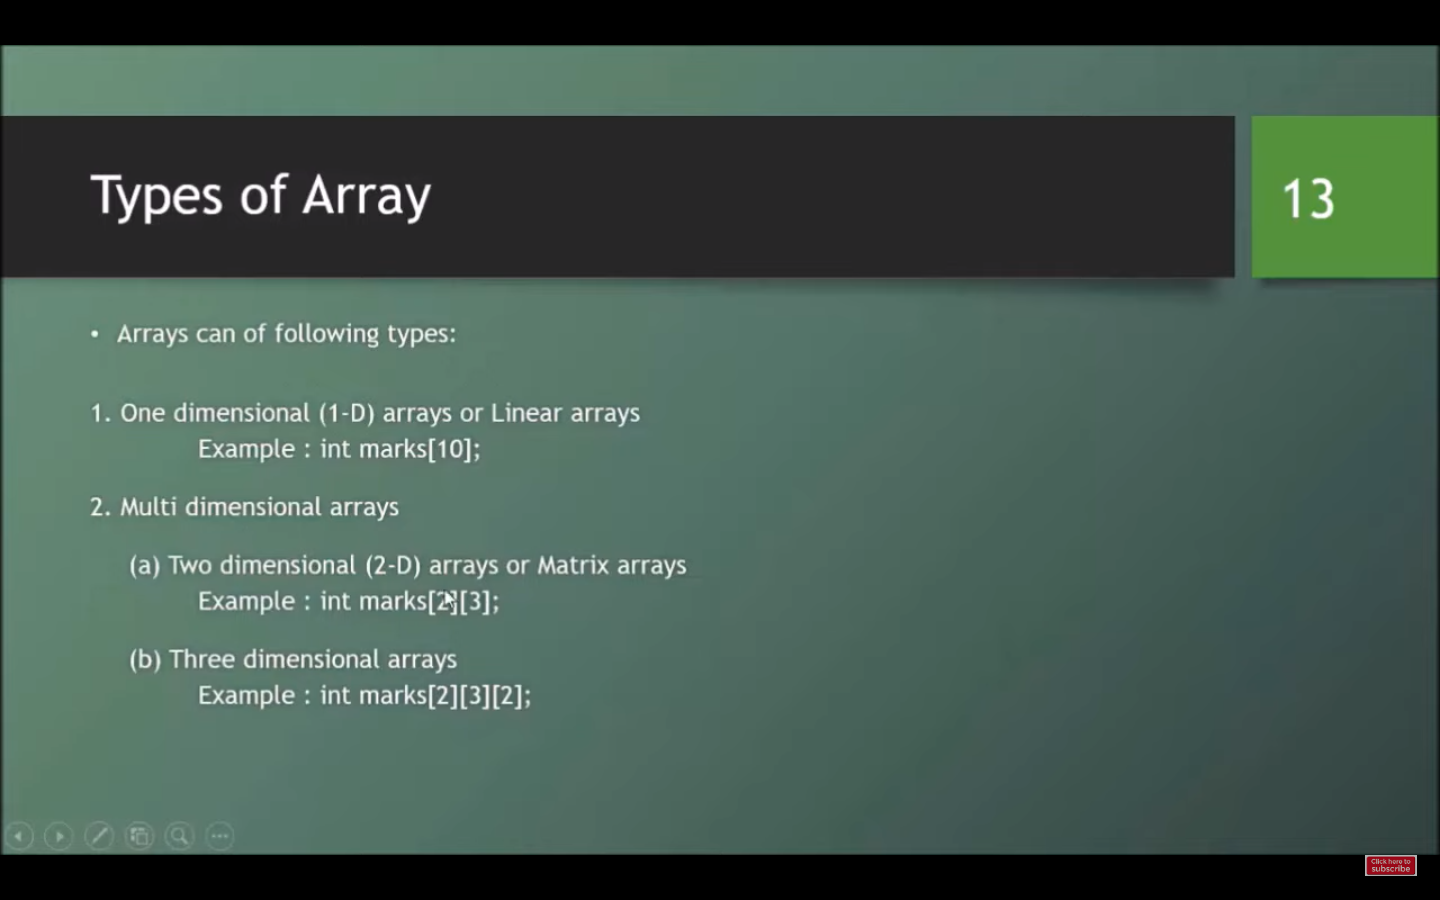 Types of Array
13
• Arrays can of following types:
1. One dimensional (1-D) arrays or Linear arrays
Example : int marks[10];
2. Multi dimensional arrays
(a) Two dimensional (2-D) arrays or Matrix arrays
Example : int marks[2][3];
(b) Three dimensional arrays
Example : int marks[2][3][2];
Click here to
subscribe